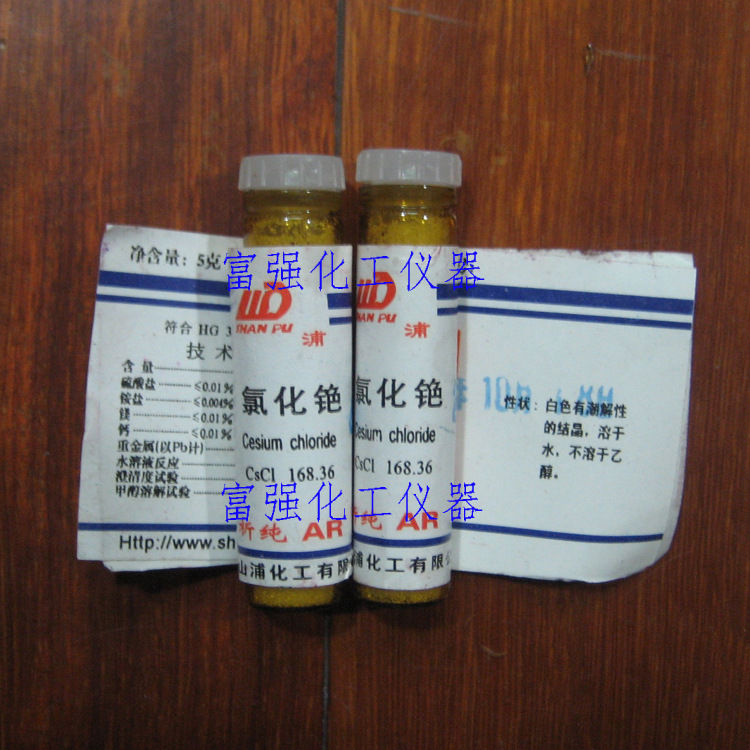 净含量：5克
符合 HG 3
技 术
含 量
硫酸盐 ≤0.01%
铵盐 ≤0.004%
镁 ≤0.01%
钙 ≤0.01%
重金属(以Pb计)
水溶液反应
澄清度试验
甲醇溶解试验
Http://www.sh
SHAN PU
浦
氯化铯
Cesium chloride
CsCl 168.36
析纯 AR
山浦化工有限
HAN PU
浦
氯化铯
Cesium chloride
CsCl 168.36
纯 AR
浦化工有限公
性状：白色有潮解性
的结晶，溶于
水，不溶于乙
醇。
富强化工仪器
富强化工仪器